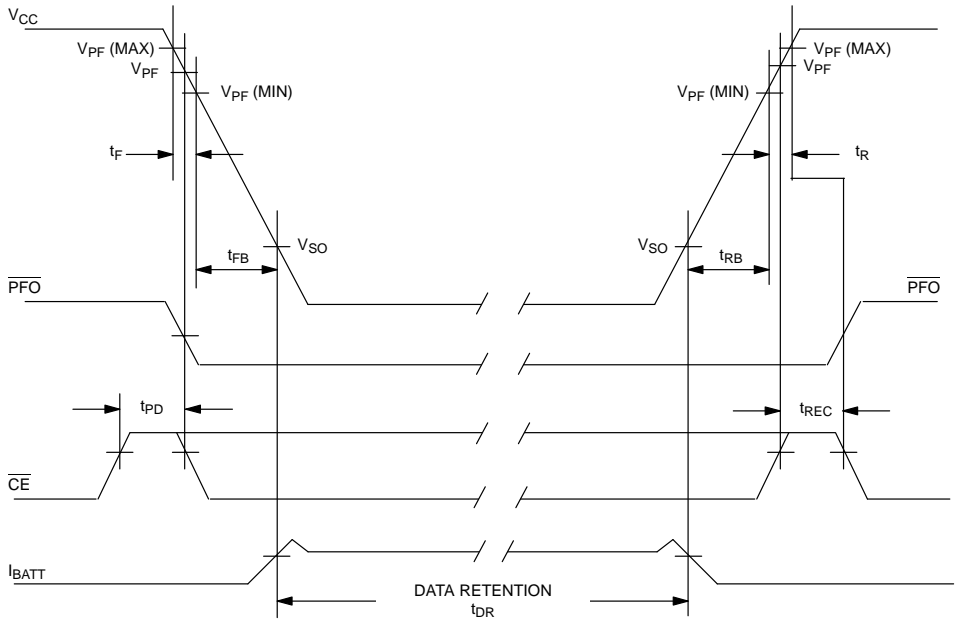 VCC
VPF (MAX)
VPF
VPF (MIN)
tF
tFB
VSO
VPF (MAX)
VPF
VPF (MIN)
tR
tRB
VSO
PFO
PFO
tPD
tREC
CE
IBATT
DATA RETENTION
tDR